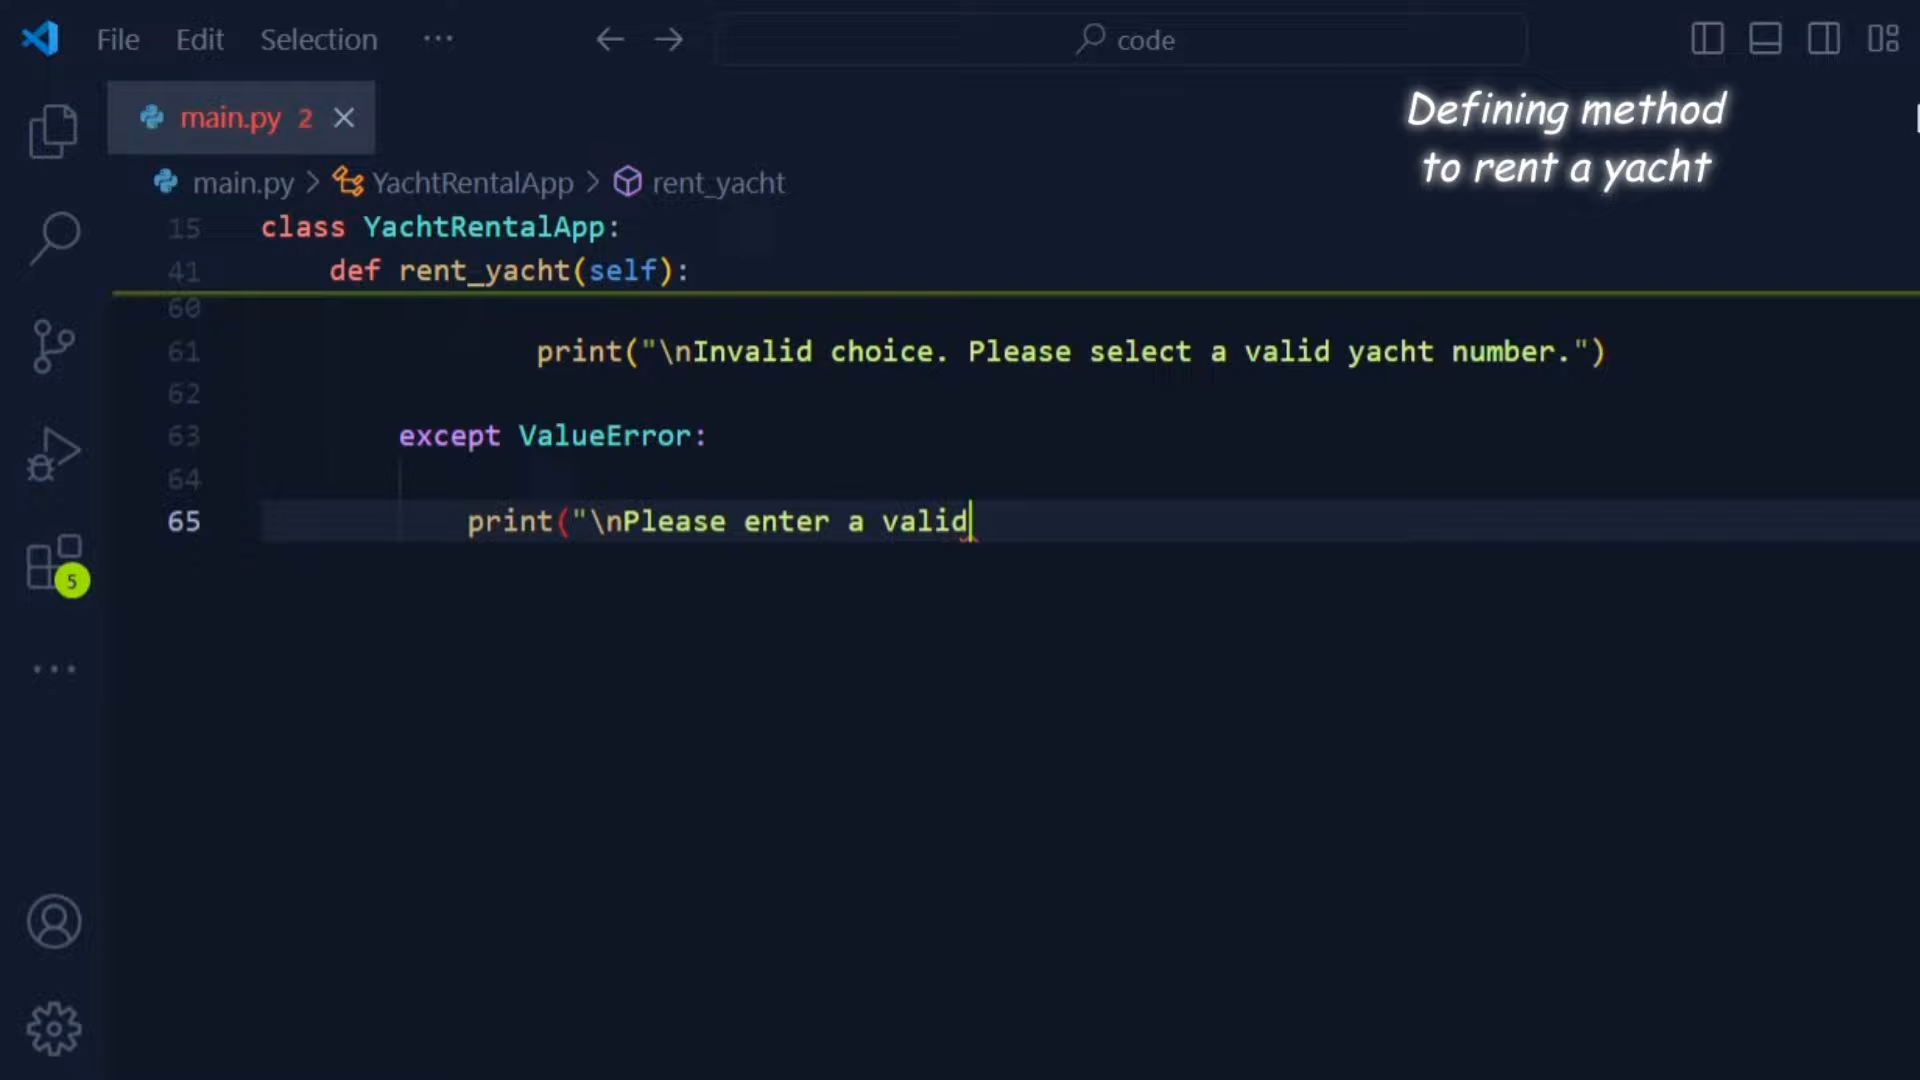 File Edit Selection ··· code
main.py 2
Defining method
to rent a yacht
main.py > YachtRentalApp > rent_yacht
15 class YachtRentalApp:
41 def rent_yacht(self):
60
61 print("\nInvalid choice. Please select a valid yacht number.")
62
63 except ValueError:
64
65 print("\nPlease enter a valid
5